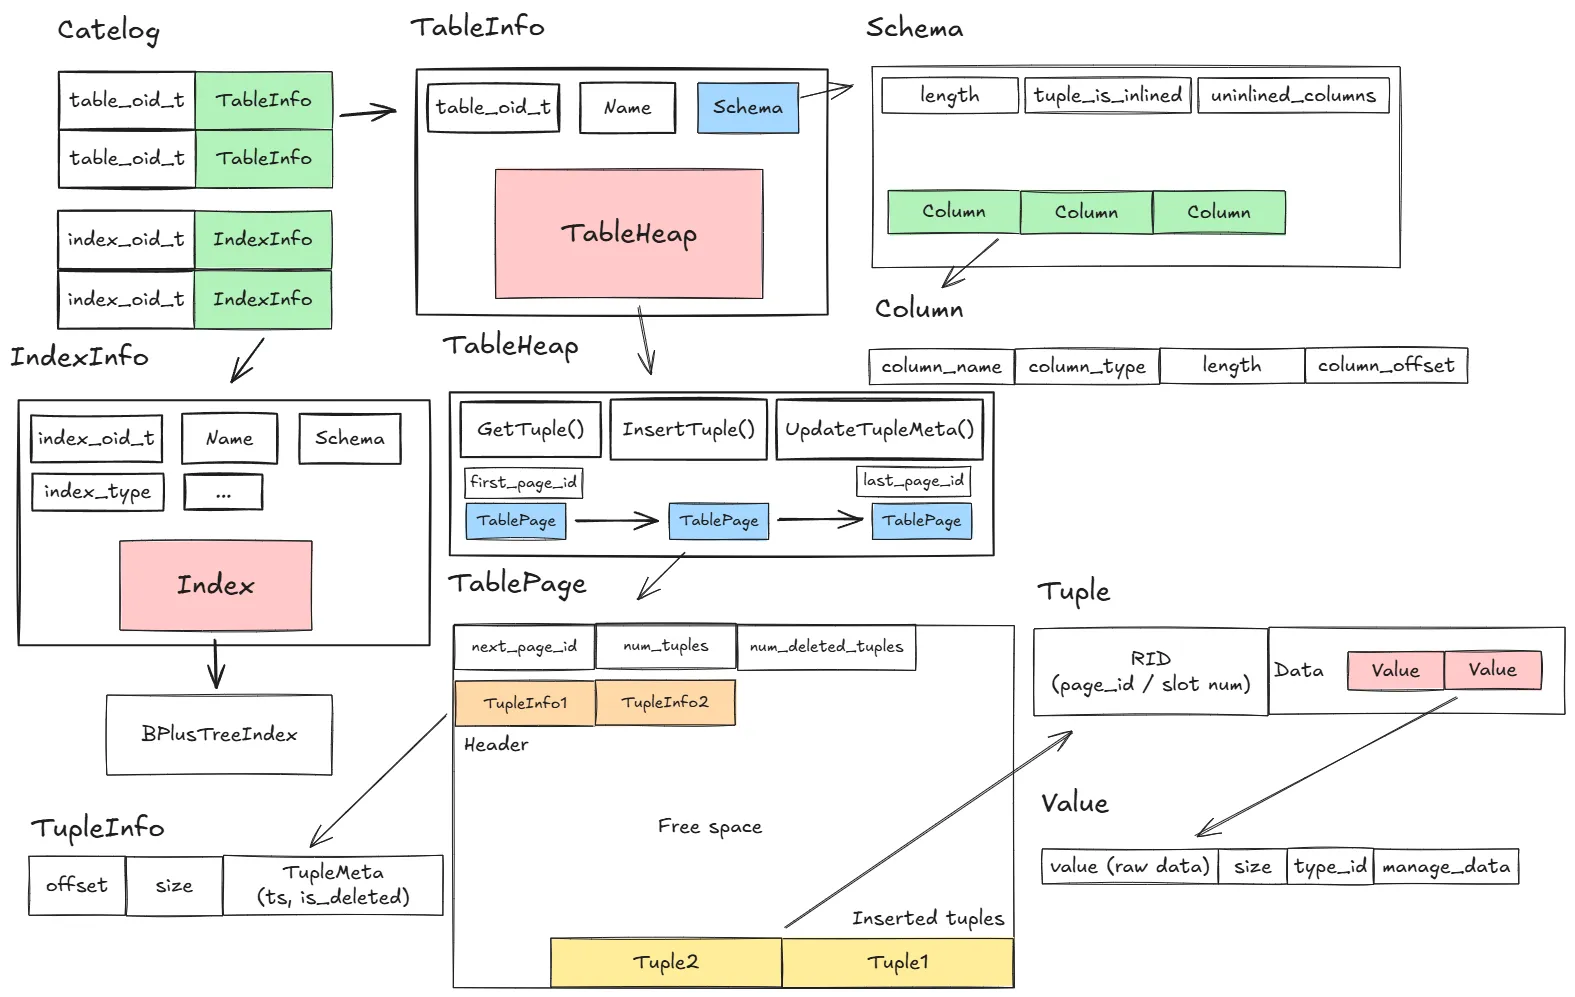 Catelog
table_oid_t TableInfo
table_oid_t TableInfo
index_oid_t IndexInfo
index_oid_t IndexInfo
TableInfo
table_oid_t Name Schema
TableHeap
Schema
length tuple_is_inlined uninlined_columns
Column Column Column
Column
column_name column_type length column_offset
IndexInfo
index_oid_t Name Schema
index_type ...
Index
BPlusTreeIndex
TableHeap
GetTuple() InsertTuple() UpdateTupleMeta()
first_page_id last_page_id
TablePage TablePage TablePage
TablePage
next_page_id num_tuples num_deleted_tuples
TupleInfo1 TupleInfo2
Header
Free space
Inserted tuples
Tuple2 Tuple1
TupleInfo
offset size TupleMeta
(ts, is_deleted)
Tuple
RID
(page_id / slot num)
Data Value Value
Value
value (raw data) size type_id manage_data